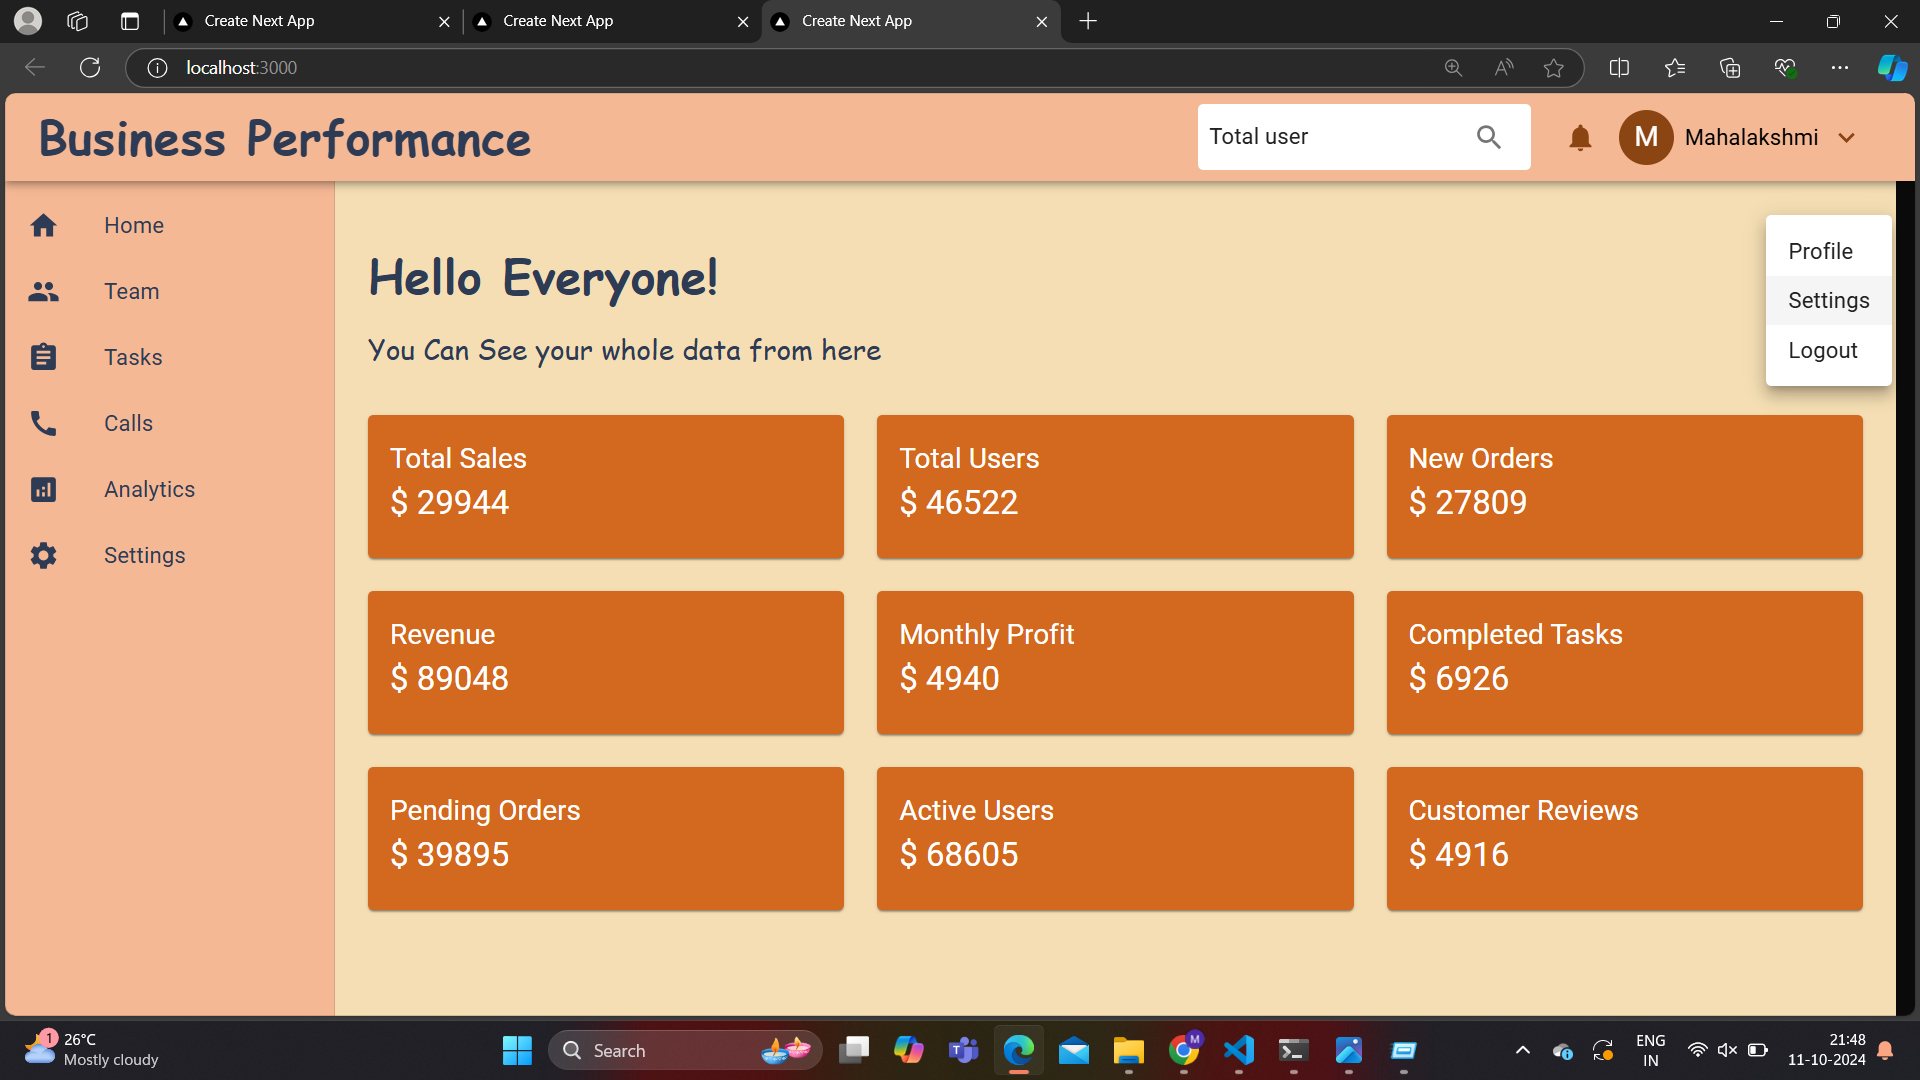 Create Next App
Create Next App
Create Next App
localhost:3000
Business Performance
Total user
M
Mahalakshmi
Home
Team
Tasks
Calls
Analytics
Settings
Hello Everyone!
You Can See your whole data from here
Profile
Settings
Logout
Total Sales
$ 29944
Total Users
$ 46522
New Orders
$ 27809
Revenue
$ 89048
Monthly Profit
$ 4940
Completed Tasks
$ 6926
Pending Orders
$ 39895
Active Users
$ 68605
Customer Reviews
$ 4916
1
26°C
Mostly cloudy
Search
M
ENG
IN
21:48
11-10-2024